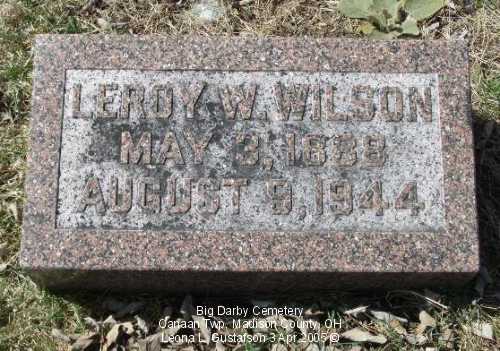 LEROY W. WILSON
MAY 3, 1888
AUGUST 9, 1944
Big Darby Cemetery
Canaan Twp. Madison County, OH
Leona L. Gustafson 3 Apr 2005 ©